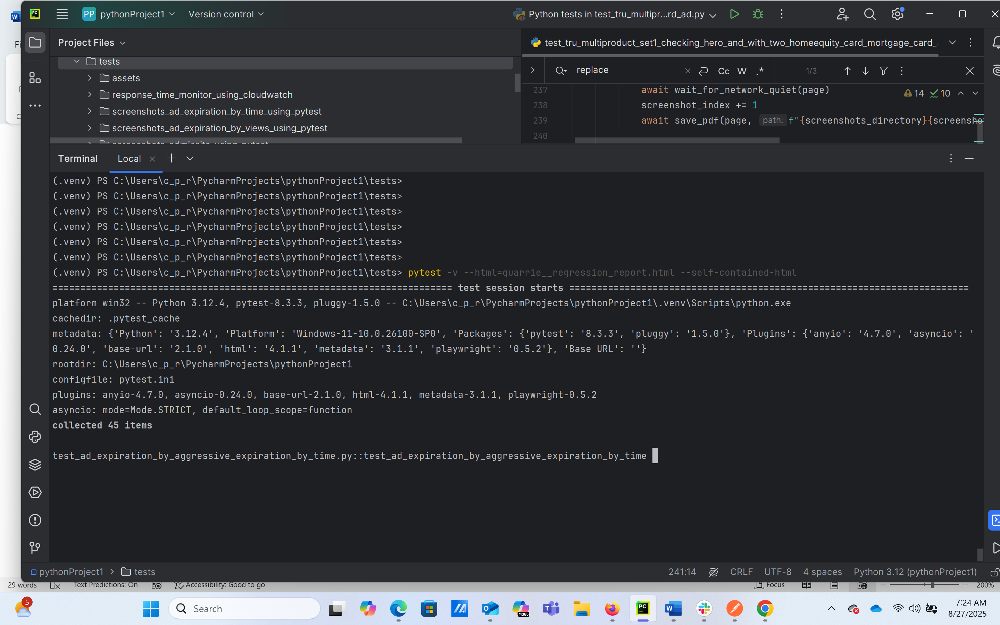 PP pythonProject1 Version control Python tests in test_tru_multipr...rd_ad.py
Project Files
test_tru_multiproduct_set1_checking_hero_and_with_two_homeequity_card_mortgage_card_
tests
assets
response_time_monitor_using_cloudwatch
screenshots_ad_expiration_by_time_using_pytest
screenshots_ad_expiration_by_views_using_pytest
screenshots_adminsite_using_pytest
replace Cc W .* 1/3
237 await wait_for_network_quiet(page) 14 10
238 screenshot_index += 1
239 await save_pdf(page, path: f"{screenshots_directory}{screensho
240
Terminal Local
(.venv) PS C:\Users\c_p_r\PycharmProjects\pythonProject1\tests>
(.venv) PS C:\Users\c_p_r\PycharmProjects\pythonProject1\tests>
(.venv) PS C:\Users\c_p_r\PycharmProjects\pythonProject1\tests>
(.venv) PS C:\Users\c_p_r\PycharmProjects\pythonProject1\tests>
(.venv) PS C:\Users\c_p_r\PycharmProjects\pythonProject1\tests>
(.venv) PS C:\Users\c_p_r\PycharmProjects\pythonProject1\tests>
(.venv) PS C:\Users\c_p_r\PycharmProjects\pythonProject1\tests> pytest -v --html=quarrie__regression_report.html --self-contained-html
======================================================================== test session starts ========================================================================
platform win32 -- Python 3.12.4, pytest-8.3.3, pluggy-1.5.0 -- C:\Users\c_p_r\PycharmProjects\pythonProject1\.venv\Scripts\python.exe
cachedir: .pytest_cache
metadata: {'Python': '3.12.4', 'Platform': 'Windows-11-10.0.26100-SP0', 'Packages': {'pytest': '8.3.3', 'pluggy': '1.5.0'}, 'Plugins': {'anyio': '4.7.0', 'asyncio': '
0.24.0', 'base-url': '2.1.0', 'html': '4.1.1', 'metadata': '3.1.1', 'playwright': '0.5.2'}, 'Base URL': ''}
rootdir: C:\Users\c_p_r\PycharmProjects\pythonProject1
configfile: pytest.ini
plugins: anyio-4.7.0, asyncio-0.24.0, base-url-2.1.0, html-4.1.1, metadata-3.1.1, playwright-0.5.2
asyncio: mode=Mode.STRICT, default_loop_scope=function
collected 45 items
test_ad_expiration_by_aggressive_expiration_by_time.py::test_ad_expiration_by_aggressive_expiration_by_time
pythonProject1 > tests 241:14 CRLF UTF-8 4 spaces Python 3.12 (pythonProject1)
29 words Text Predictions: On Accessibility: Good to go Focus 200%
5 Search 7:24 AM
8/27/2025